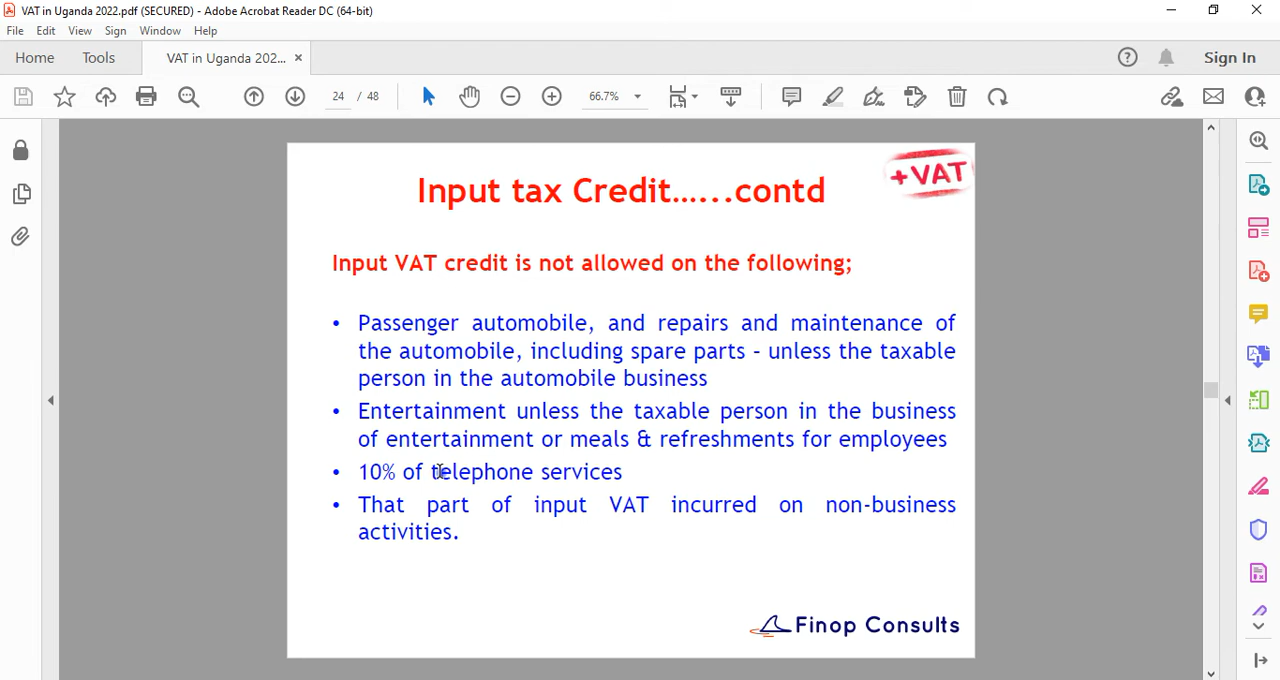 VAT in Uganda 2022.pdf (SECURED) - Adobe Acrobat Reader DC (64-bit)
File Edit View Sign Window Help
Home Tools VAT in Uganda 202... × Sign In
24 / 48 66.7%
+VAT
Input tax Credit…...contd
Input VAT credit is not allowed on the following;
• Passenger automobile, and repairs and maintenance of
the automobile, including spare parts - unless the taxable
person in the automobile business
• Entertainment unless the taxable person in the business
of entertainment or meals & refreshments for employees
• 10% of telephone services
• That part of input VAT incurred on non-business
activities.
Finop Consults